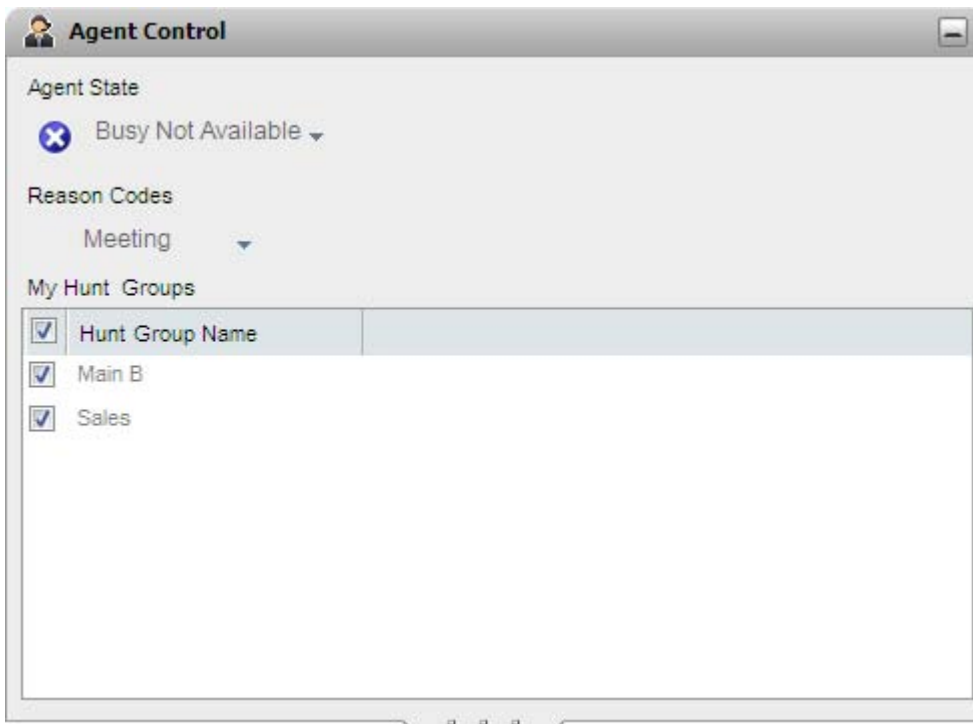 Agent Control
Agent State
Busy Not Available
Reason Codes
Meeting
My Hunt Groups
Hunt Group Name
Main B
Sales